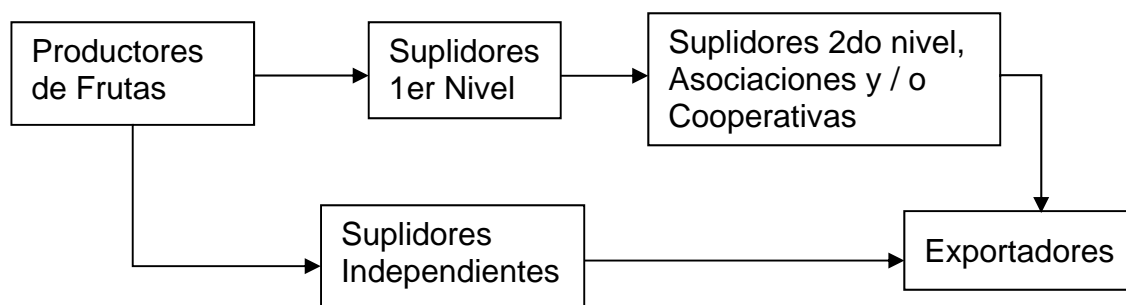 Productores
de Frutas
Suplidores
1er Nivel
Suplidores 2do nivel,
Asociaciones y / o
Cooperativas
Suplidores
Independientes
Exportadores